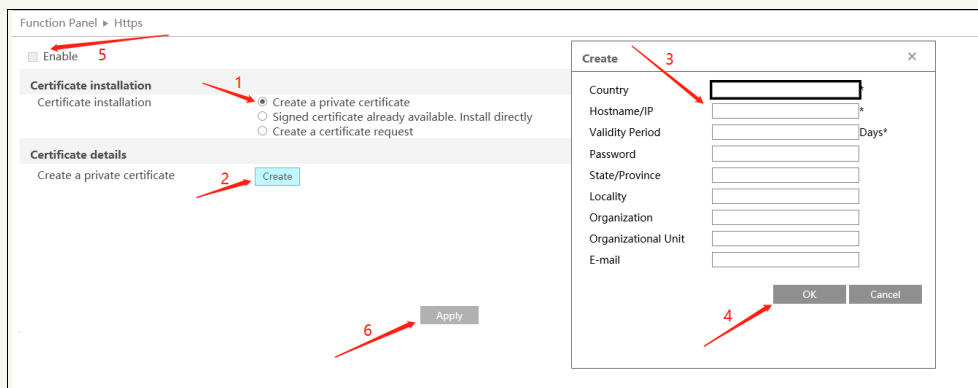 Function Panel ▸ Https
Enable
5
Certificate installation
Certificate installation
1
Create a private certificate
Signed certificate already available. Install directly
Create a certificate request
Certificate details
Create a private certificate
2
Create
6
Apply
Create
3
×
Country
*
Hostname/IP
*
Validity Period
Days*
Password
State/Province
Locality
Organization
Organizational Unit
E-mail
OK
Cancel
4